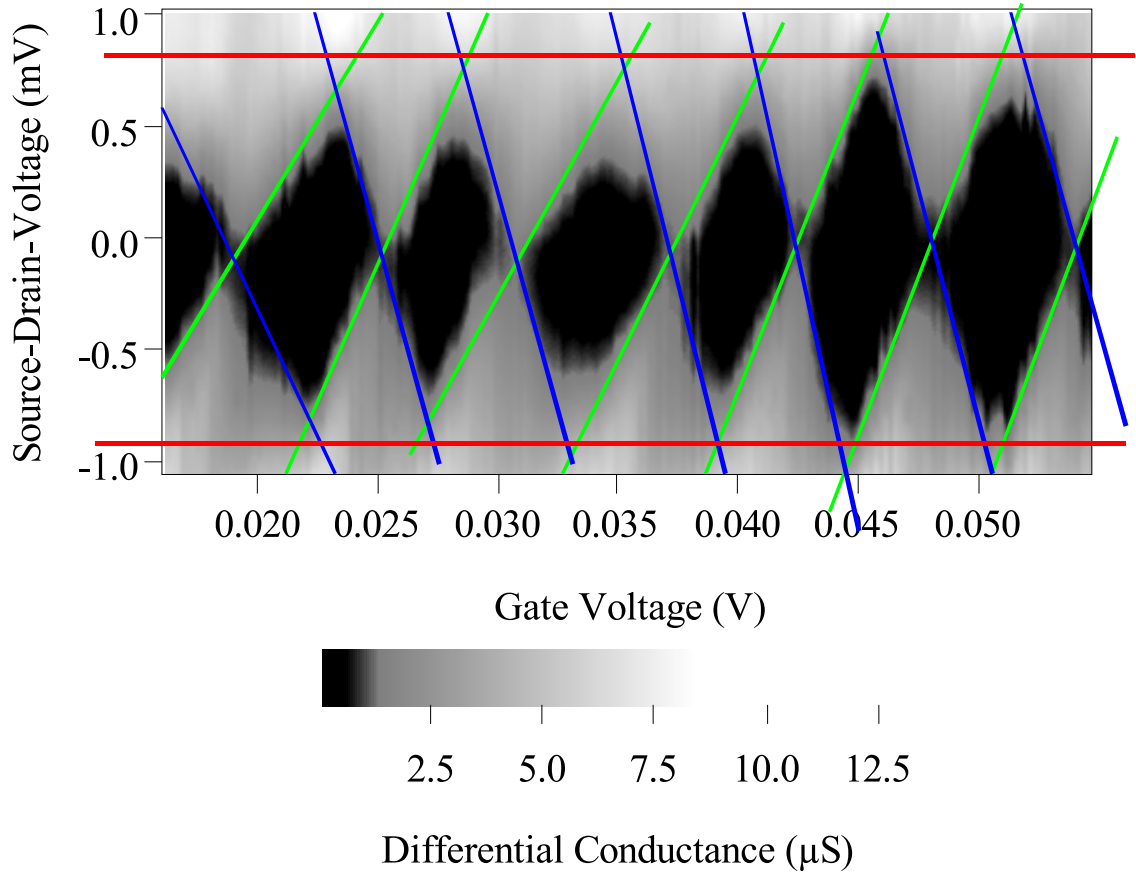 Source-Drain-Voltage (mV)
1.0
0.5
0.0
-0.5
-1.0
0.020 0.025 0.030 0.035 0.040 0.045 0.050
Gate Voltage (V)
2.5 5.0 7.5 10.0 12.5
Differential Conductance (µS)